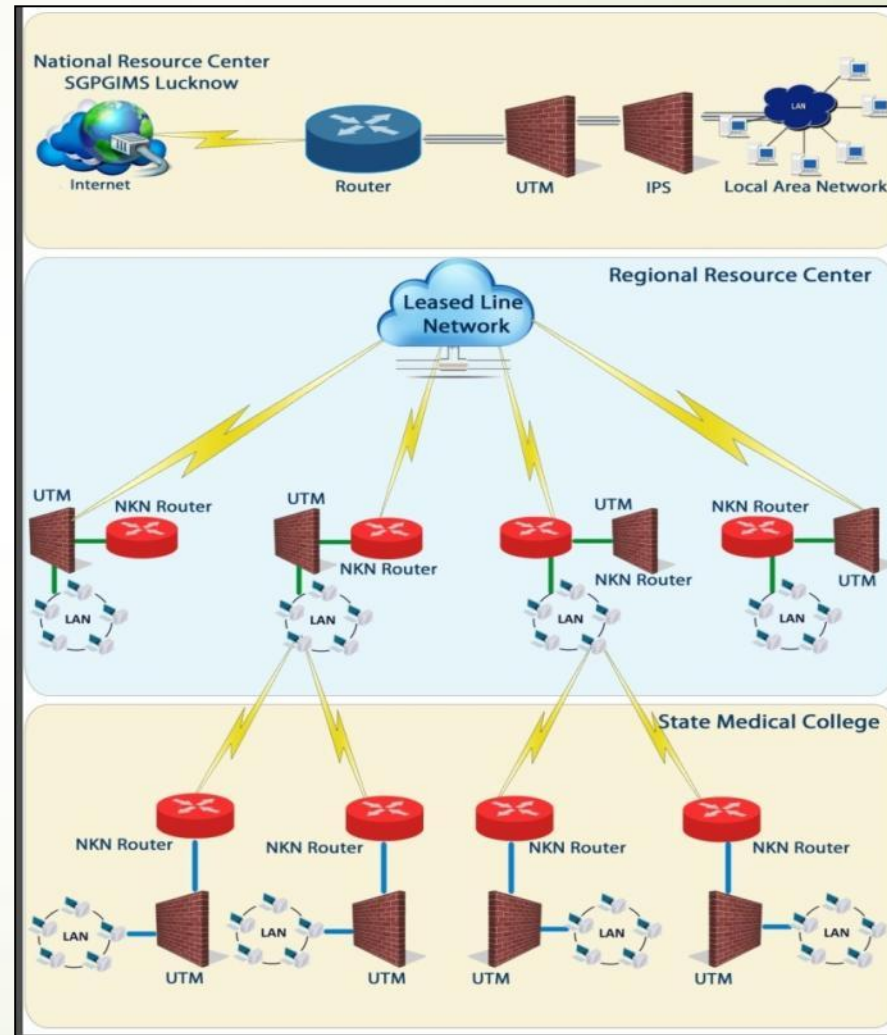 National Resource Center
SGPGIMS Lucknow
Internet
Router
UTM
IPS
LAN
Local Area Network
Regional Resource Center
Leased Line
Network
UTM
NKN Router
LAN
UTM
NKN Router
LAN
UTM
NKN Router
LAN
NKN Router
UTM
LAN
State Medical College
NKN Router
NKN Router
NKN Router
NKN Router
LAN
UTM
LAN
UTM
UTM
LAN
UTM
LAN